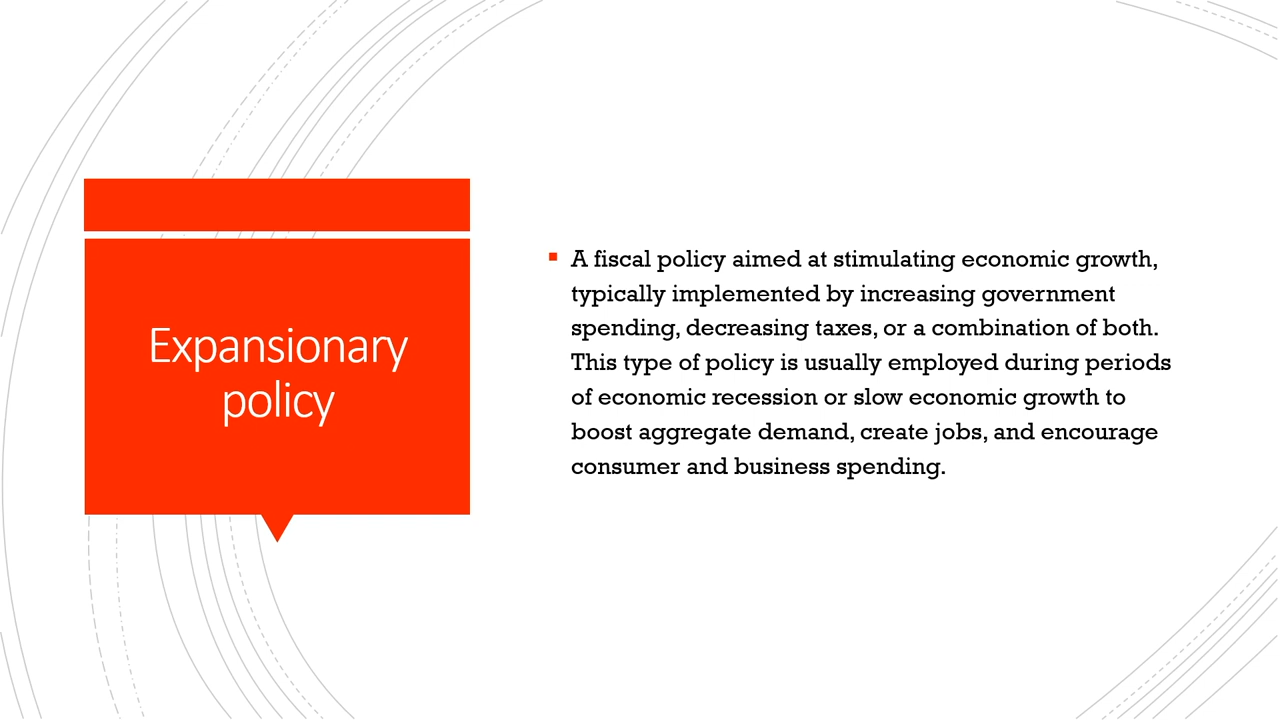 Expansionary
policy
A fiscal policy aimed at stimulating economic growth,
typically implemented by increasing government
spending, decreasing taxes, or a combination of both.
This type of policy is usually employed during periods
of economic recession or slow economic growth to
boost aggregate demand, create jobs, and encourage
consumer and business spending.